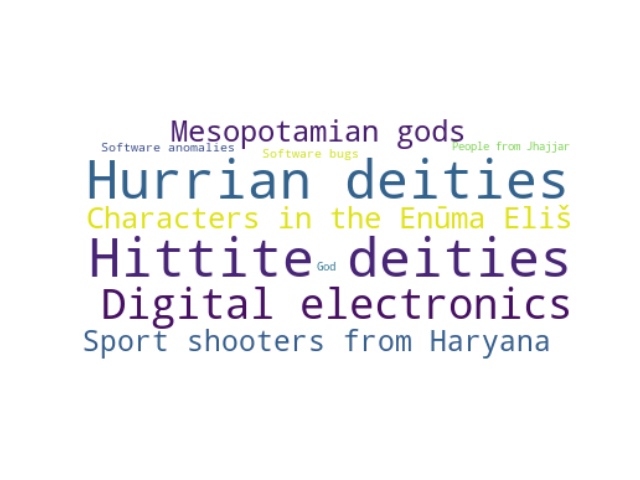 Mesopotamian gods
Software anomalies
Software bugs
People from Jhajjar
Hurrian deities
Characters in the Enūma Eliš
Hittite deities
God
Digital electronics
Sport shooters from Haryana